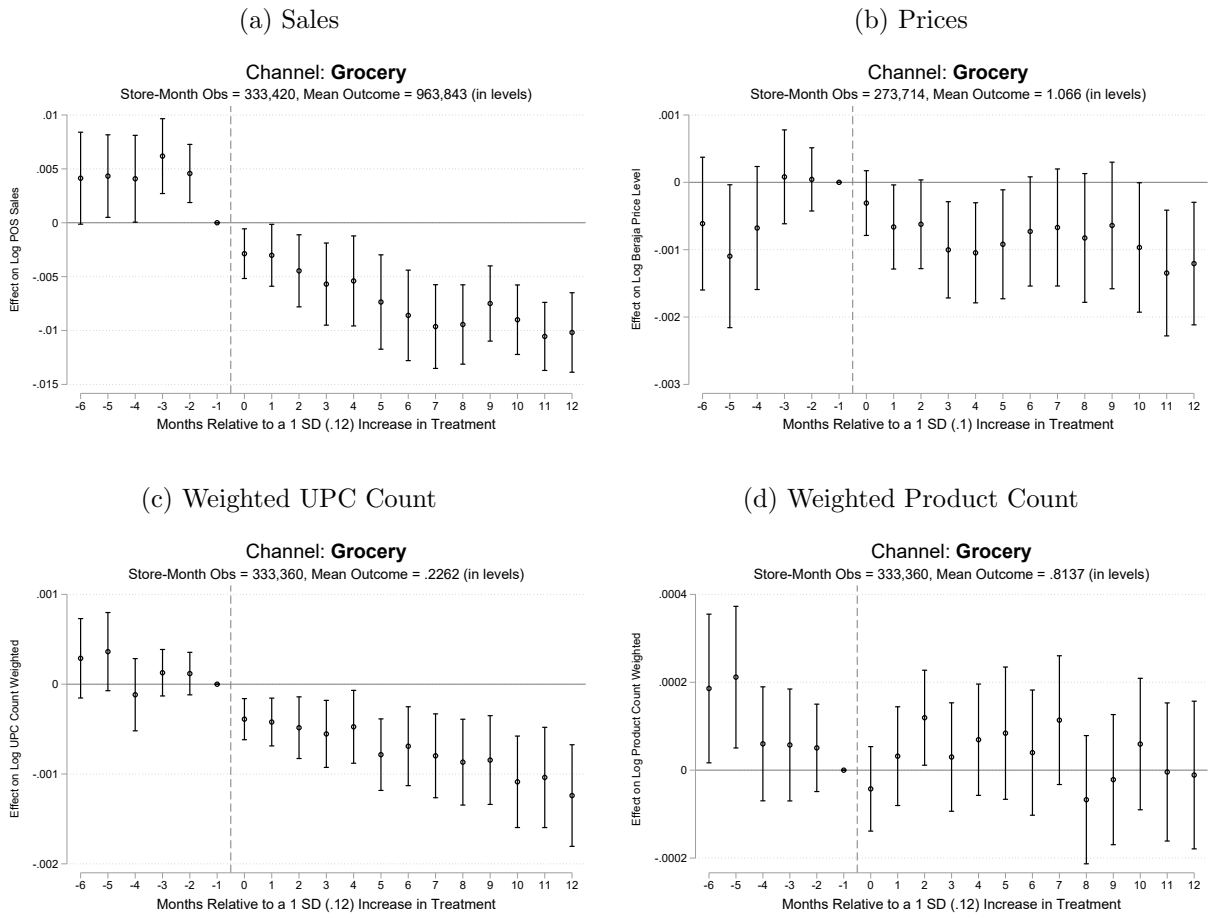 (a) Sales
Channel: Grocery
Store-Month Obs = 333,420, Mean Outcome = 963,843 (in levels)
Effect on Log POS Sales
.01
.005
0
-.005
-.01
-.015
-6 -5 -4 -3 -2 -1 0 1 2 3 4 5 6 7 8 9 10 11 12
Months Relative to a 1 SD (.12) Increase in Treatment
(b) Prices
Channel: Grocery
Store-Month Obs = 273,714, Mean Outcome = 1.066 (in levels)
Effect on Log Beraja Price Level
.001
0
-.001
-.002
-.003
-6 -5 -4 -3 -2 -1 0 1 2 3 4 5 6 7 8 9 10 11 12
Months Relative to a 1 SD (.1) Increase in Treatment
(c) Weighted UPC Count
Channel: Grocery
Store-Month Obs = 333,360, Mean Outcome = .2262 (in levels)
Effect on Log UPC Count Weighted
.001
0
-.001
-.002
-6 -5 -4 -3 -2 -1 0 1 2 3 4 5 6 7 8 9 10 11 12
Months Relative to a 1 SD (.12) Increase in Treatment
(d) Weighted Product Count
Channel: Grocery
Store-Month Obs = 333,360, Mean Outcome = .8137 (in levels)
Effect on Log Product Count Weighted
.0004
.0002
0
-.0002
-6 -5 -4 -3 -2 -1 0 1 2 3 4 5 6 7 8 9 10 11 12
Months Relative to a 1 SD (.12) Increase in Treatment